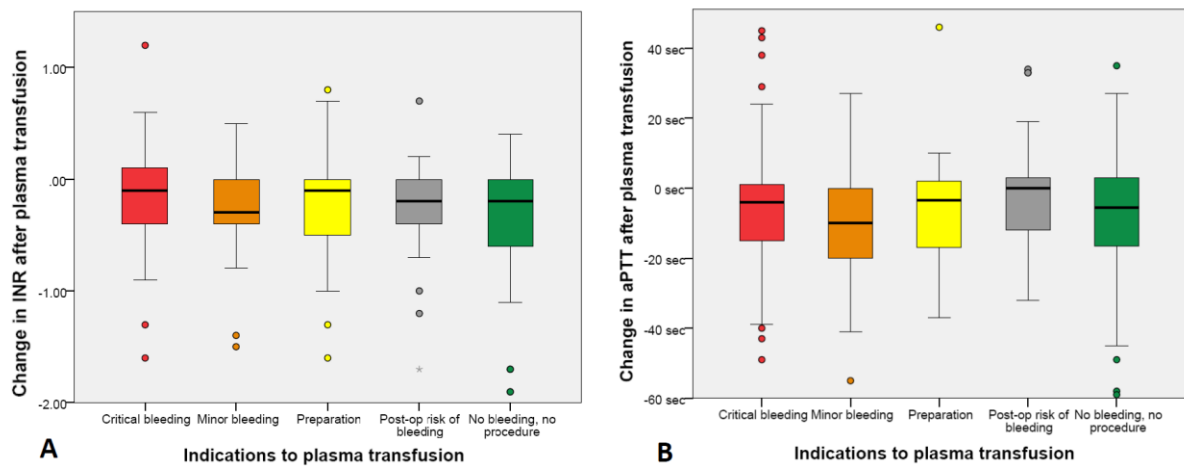 Change in INR after plasma transfusion
1.00
.00
-1.00
-2.00
Critical bleeding
Minor bleeding
Preparation
Post-op risk of
bleeding
No bleeding, no
procedure
A
Indications to plasma transfusion
Change in aPTT after plasma transfusion
40 sec
20 sec
0 sec
-20 sec
-40 sec
-60 sec
Critical bleeding
Minor bleeding
Preparation
Post-op risk of
bleeding
No bleeding, no
procedure
B
Indications to plasma transfusion